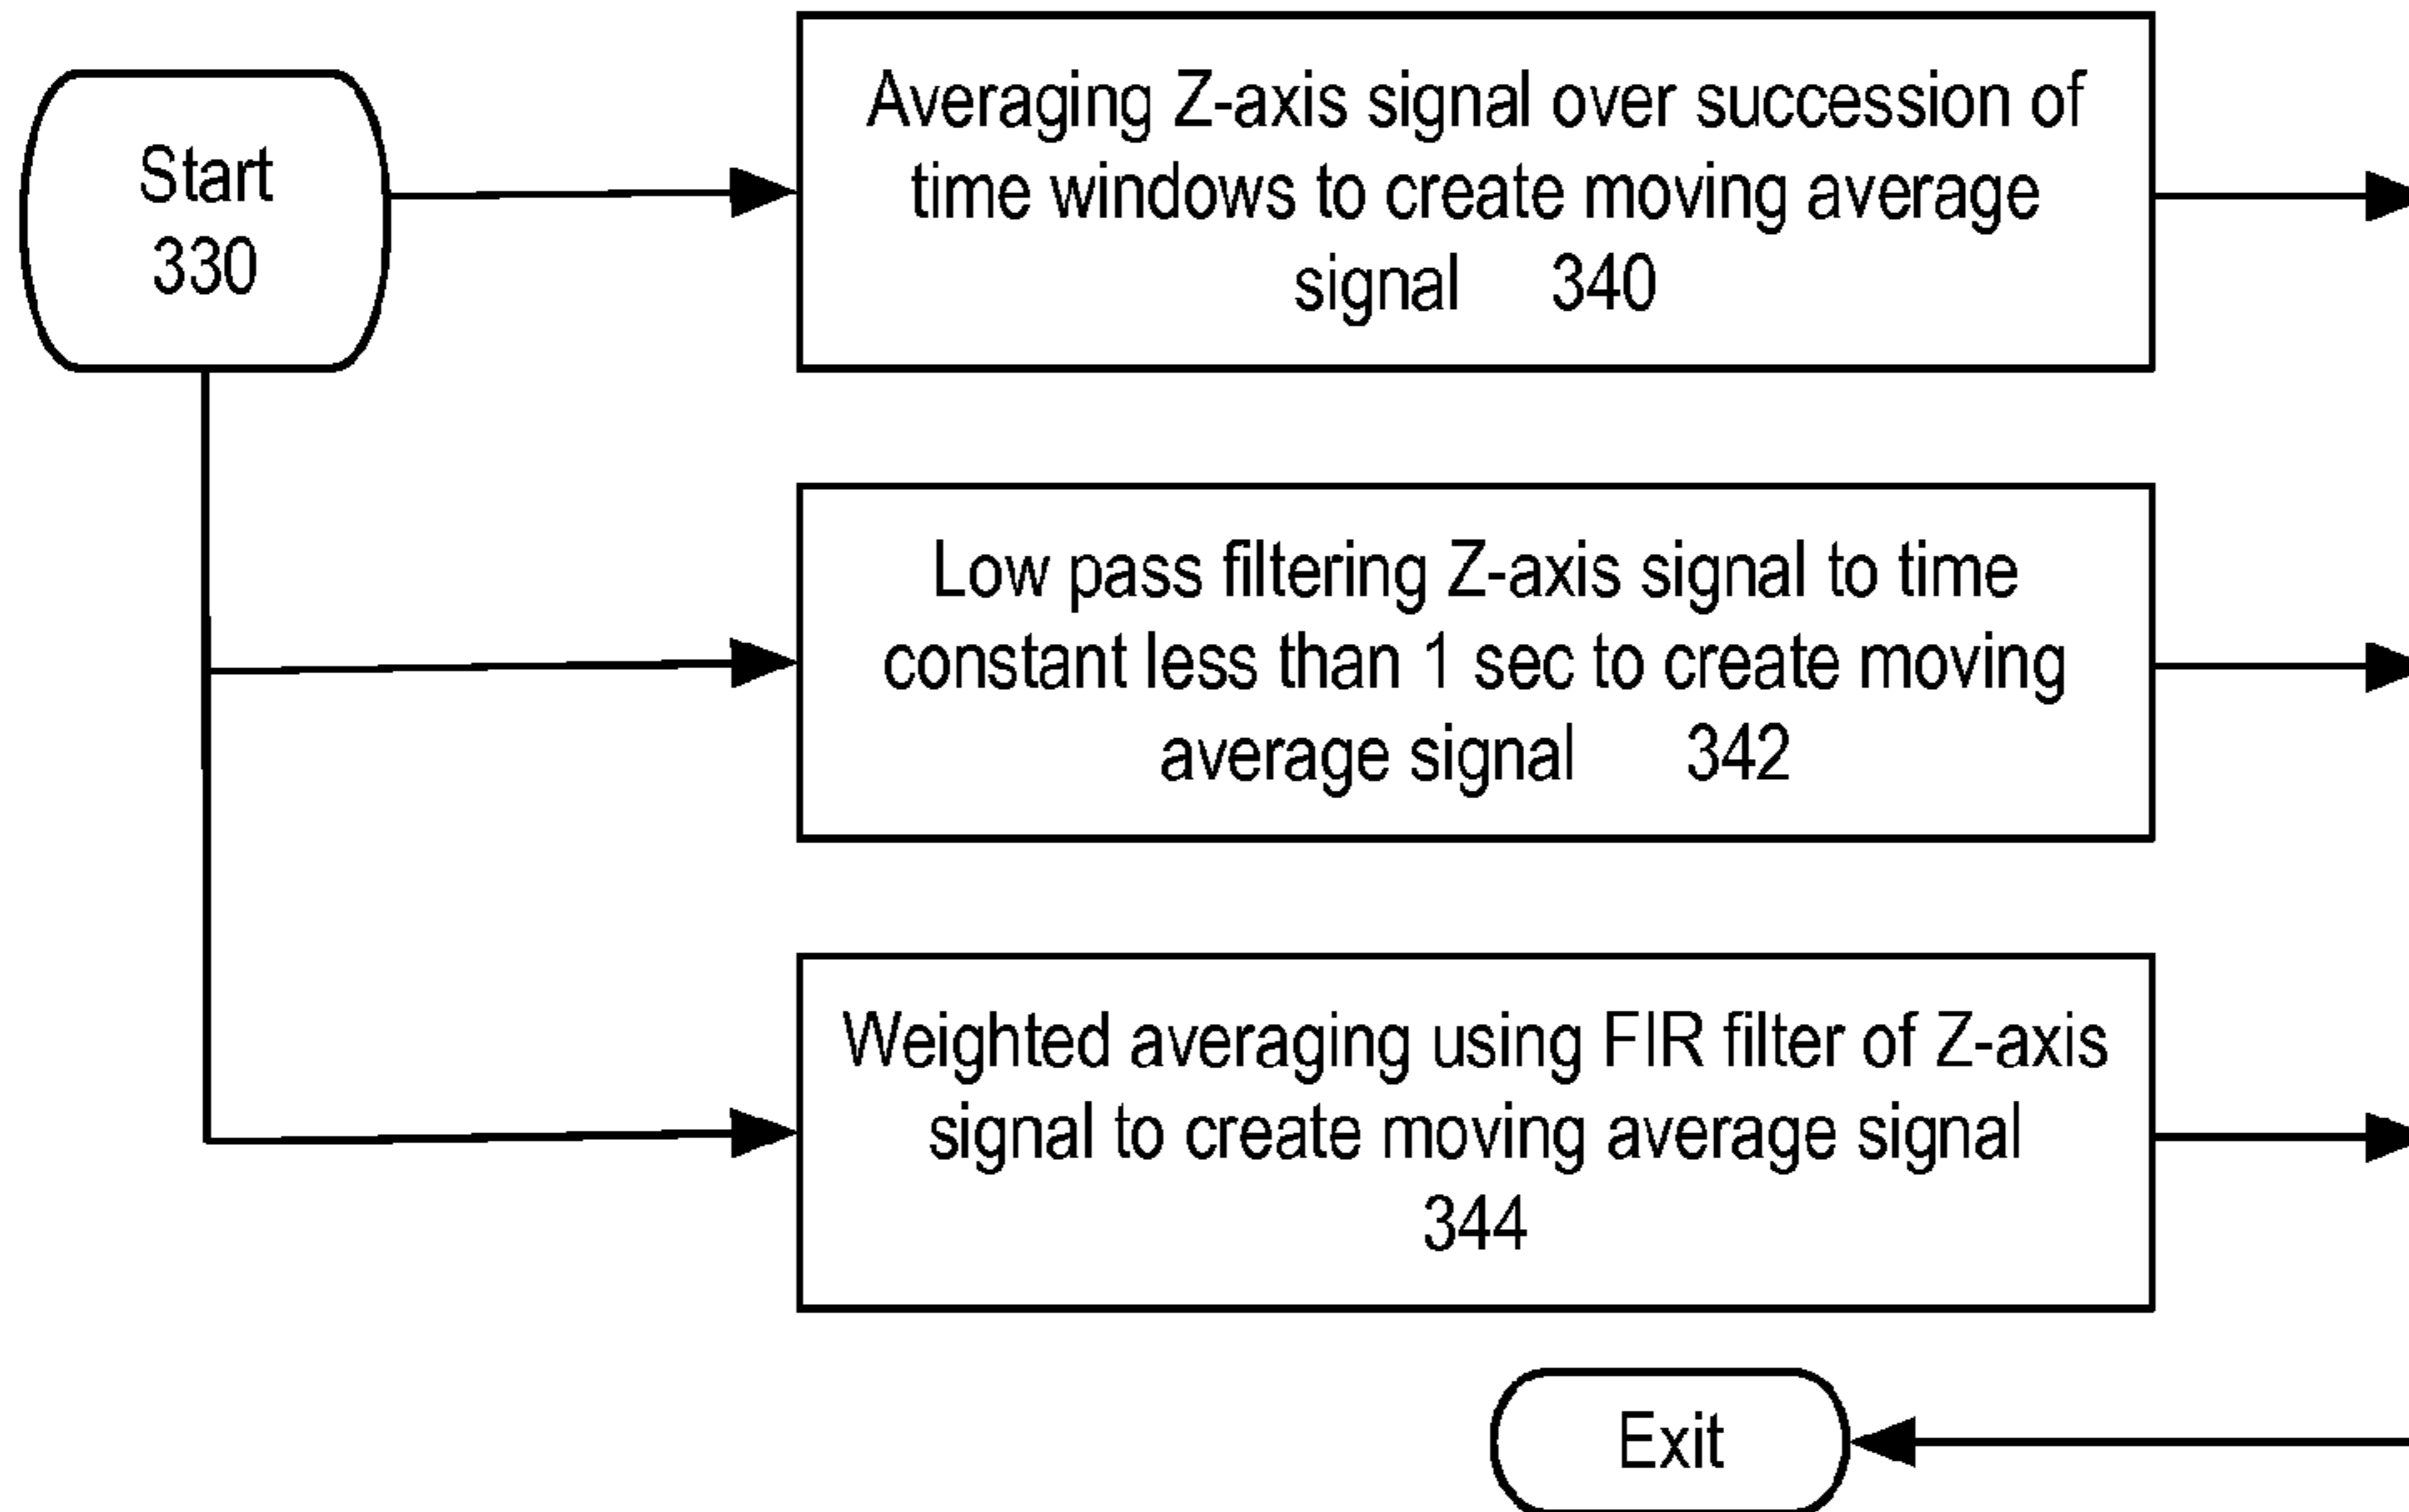 Start
330
Averaging Z-axis signal over succession of
time windows to create moving average
signal 340
Low pass filtering Z-axis signal to time
constant less than 1 sec to create moving
average signal 342
Weighted averaging using FIR filter of Z-axis
signal to create moving average signal
344
Exit